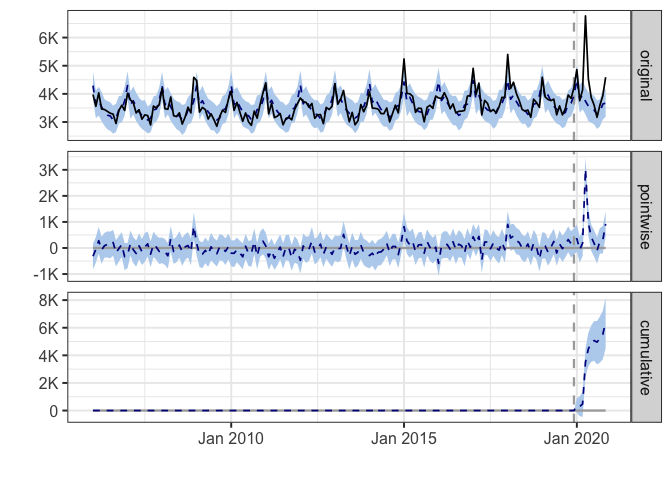 6K
5K
4K
3K
original
3K
2K
1K
0
-1K
pointwise
8K
6K
4K
2K
0
cumulative
Jan 2010 Jan 2015 Jan 2020